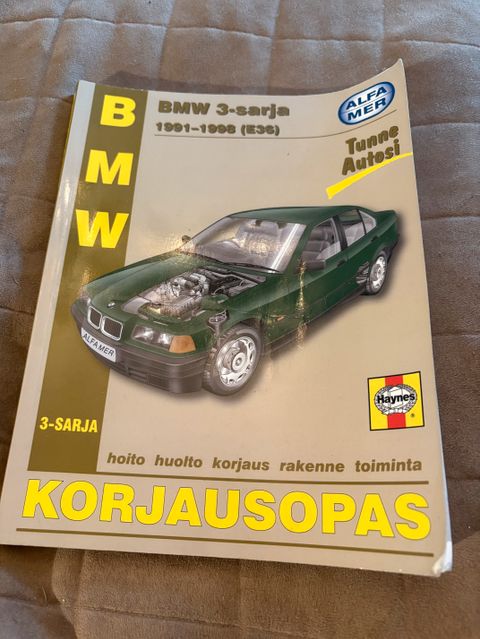 BMW
BMW 3-sarja
1991-1998 (E36)
ALFA
MER
Tunne
Autosi
ALFAMER
3-SARJA
Haynes
hoito huolto korjaus rakenne toiminta
KORJAUSOPAS